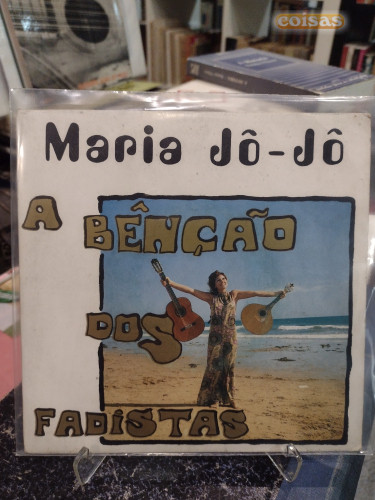 coisas
Maria Jô-Jô
A BÊNÇÃO
DOS
FADISTAS